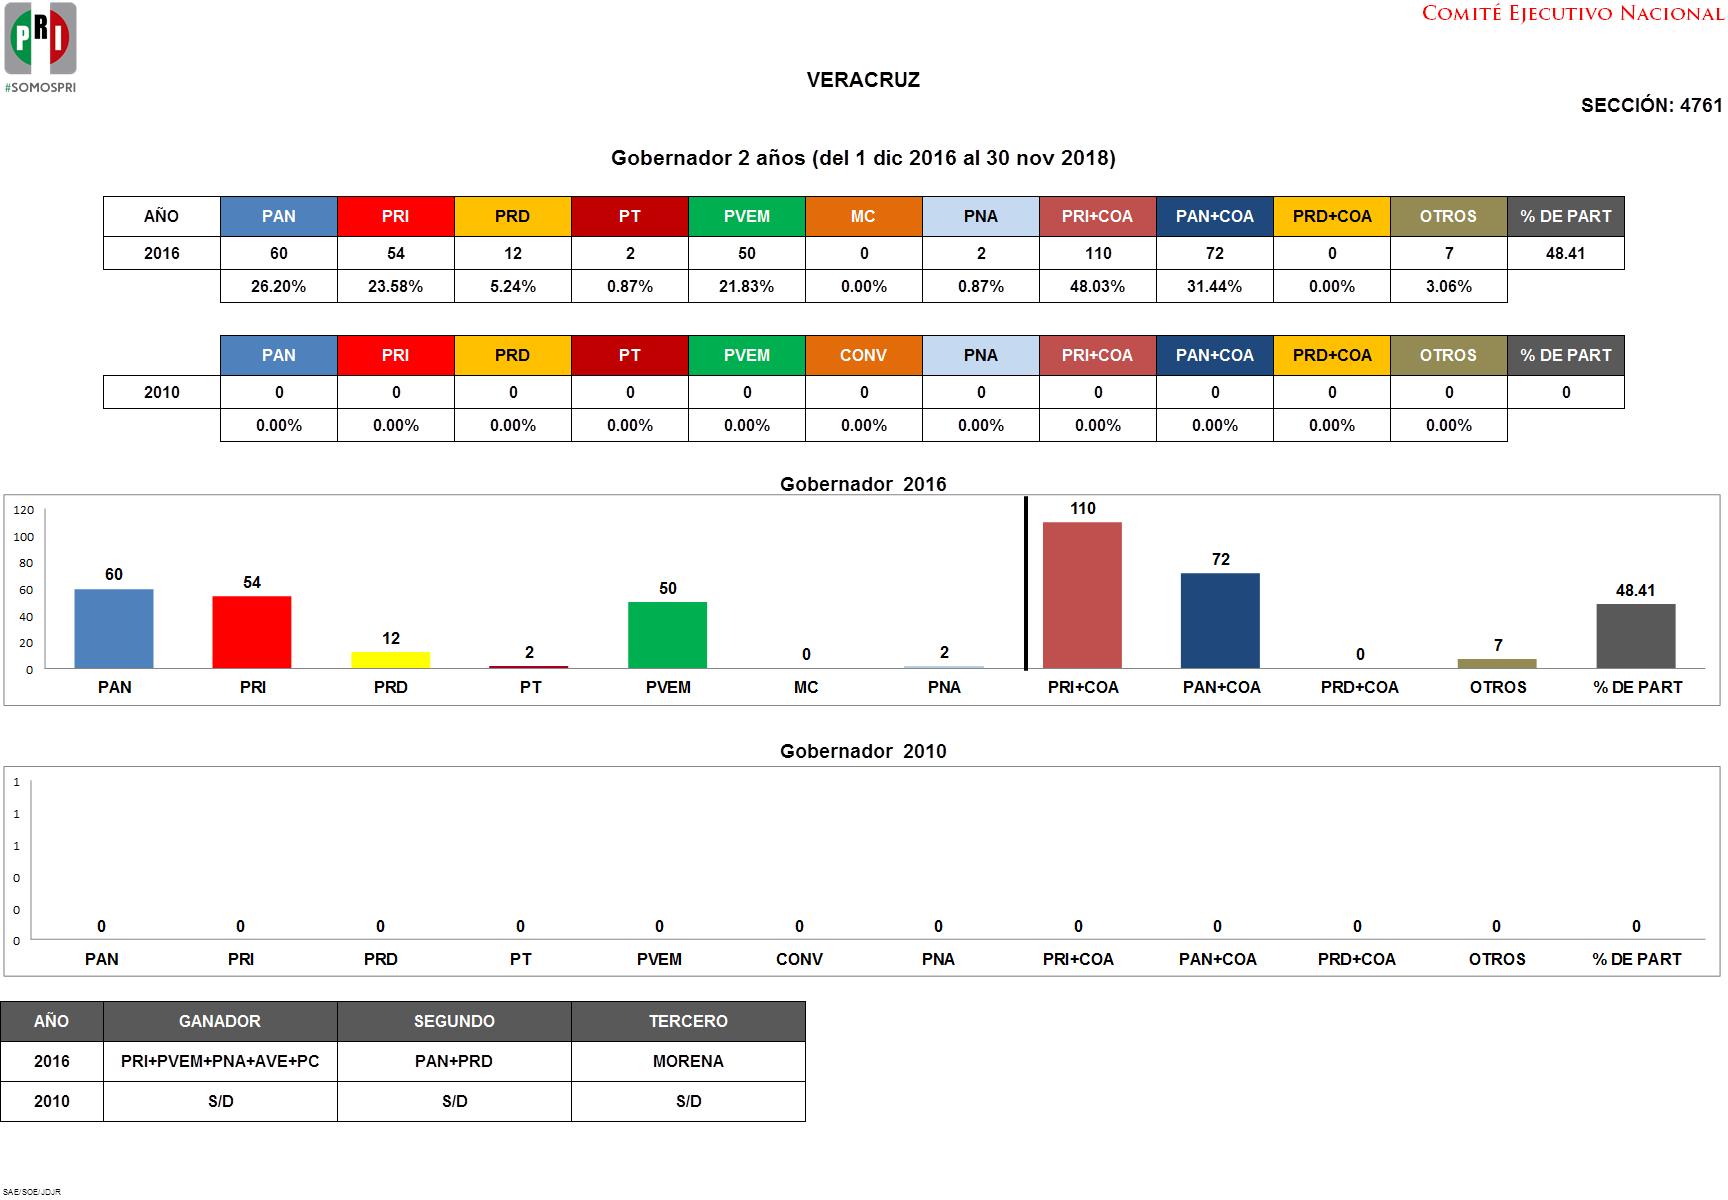 PRI
#SOMOSPRI
COMITÉ EJECUTIVO NACIONAL
VERACRUZ
SECCIÓN: 4761
Gobernador 2 años (del 1 dic 2016 al 30 nov 2018)
AÑO PAN PRI PRD PT PVEM MC PNA PRI+COA PAN+COA PRD+COA OTROS % DE PART
2016 60 54 12 2 50 0 2 110 72 0 7 48.41
26.20% 23.58% 5.24% 0.87% 21.83% 0.00% 0.87% 48.03% 31.44% 0.00% 3.06%
PAN PRI PRD PT PVEM CONV PNA PRI+COA PAN+COA PRD+COA OTROS % DE PART
2010 0 0 0 0 0 0 0 0 0 0 0 0
0.00% 0.00% 0.00% 0.00% 0.00% 0.00% 0.00% 0.00% 0.00% 0.00% 0.00%
Gobernador 2016
120
100
80
60
40
20
0
60 54 12 2 50 0 2 110 72 0 7 48.41
PAN PRI PRD PT PVEM MC PNA PRI+COA PAN+COA PRD+COA OTROS % DE PART
Gobernador 2010
1
1
1
0
0
0
0 0 0 0 0 0 0 0 0 0 0 0
PAN PRI PRD PT PVEM CONV PNA PRI+COA PAN+COA PRD+COA OTROS % DE PART
AÑO GANADOR SEGUNDO TERCERO
2016 PRI+PVEM+PNA+AVE+PC PAN+PRD MORENA
2010 S/D S/D S/D
SAE/SOE/JDJR